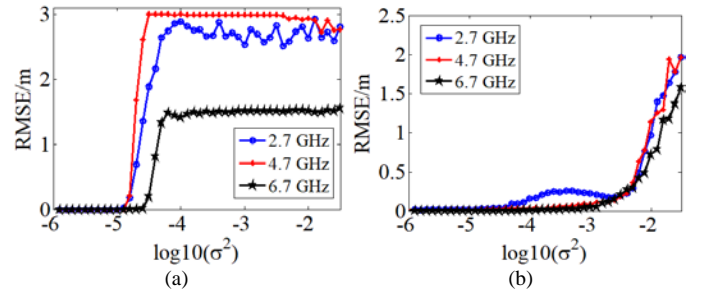 3
2
1
0
RMSE/m
-6 -5 -4 -3 -2
log10(σ²)
2.7 GHz
4.7 GHz
6.7 GHz
(a)
2.5
2
1.5
1
0.5
0
RMSE/m
-6 -5 -4 -3 -2
log10(σ²)
2.7 GHz
4.7 GHz
6.7 GHz
(b)